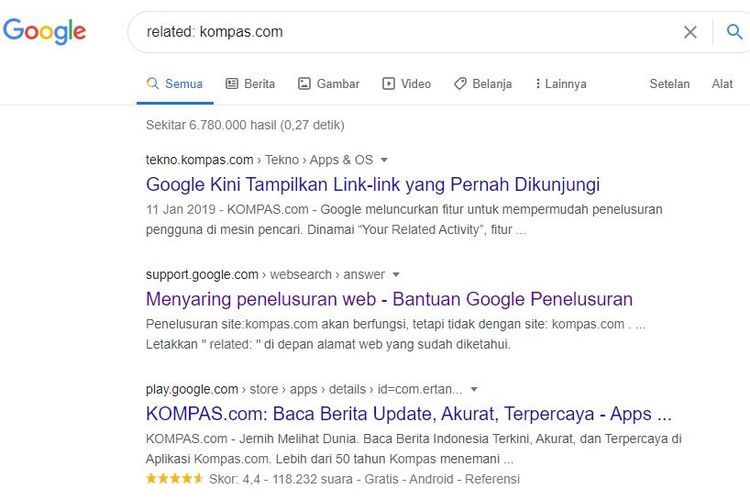 Google
related: kompas.com
Semua Berita Gambar Video Belanja Lainnya Setelan Alat
Sekitar 6.780.000 hasil (0,27 detik)
tekno.kompas.com › Tekno › Apps & OS
Google Kini Tampilkan Link-link yang Pernah Dikunjungi
11 Jan 2019 - KOMPAS.com - Google meluncurkan fitur untuk mempermudah penelusuran
pengguna di mesin pencari. Dinamai “Your Related Activity”, fitur ...
support.google.com › websearch › answer
Menyaring penelusuran web - Bantuan Google Penelusuran
Penelusuran site:kompas.com akan berfungsi, tetapi tidak dengan site: kompas.com . ...
Letakkan " related: " di depan alamat web yang sudah diketahui.
play.google.com › store › apps › details › id=com.ertan...
KOMPAS.com: Baca Berita Update, Akurat, Terpercaya - Apps ...
KOMPAS.com - Jernih Melihat Dunia. Baca Berita Indonesia Terkini, Akurat, dan Terpercaya di
Aplikasi Kompas.com. Lebih dari 50 tahun Kompas menemani ...
Skor: 4,4 - 118.232 suara - Gratis - Android - Referensi